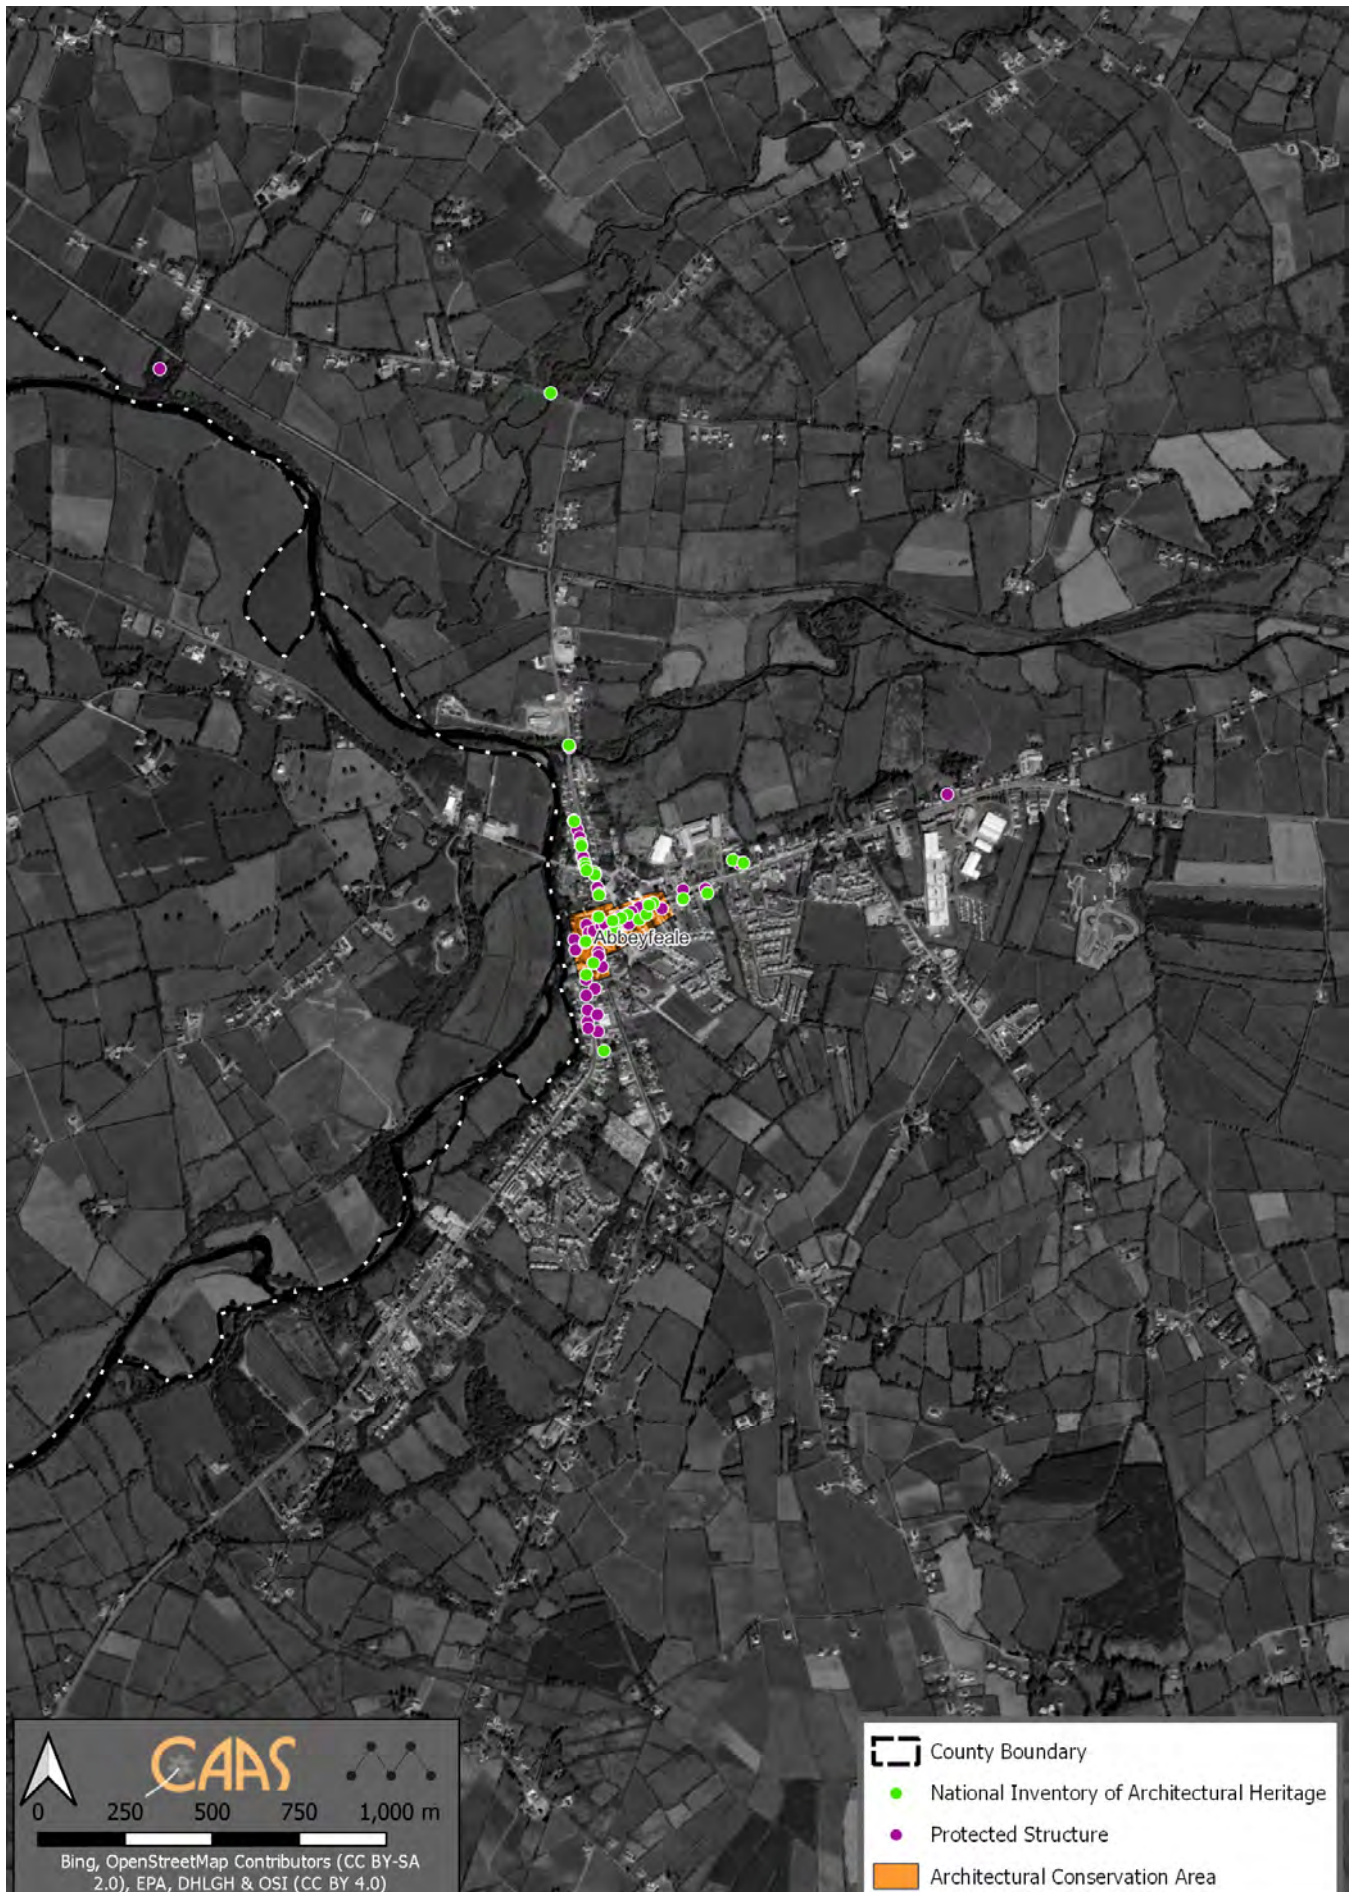 Abbeyfeale
CAAS
0 250 500 750 1,000 m
Bing, OpenStreetMap Contributors (CC BY-SA
2.0), EPA, DHLGH & OSI (CC BY 4.0)
County Boundary
National Inventory of Architectural Heritage
Protected Structure
Architectural Conservation Area